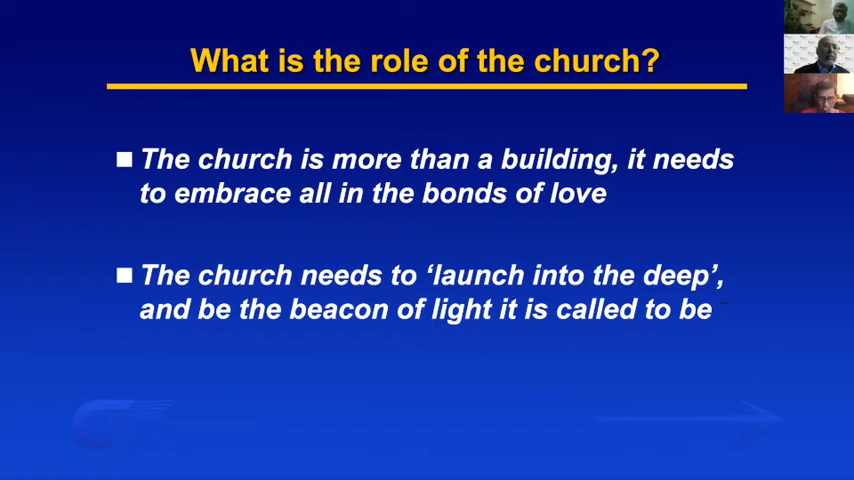 What is the role of the church?
The church is more than a building, it needs
to embrace all in the bonds of love
The church needs to ‘launch into the deep’,
and be the beacon of light it is called to be